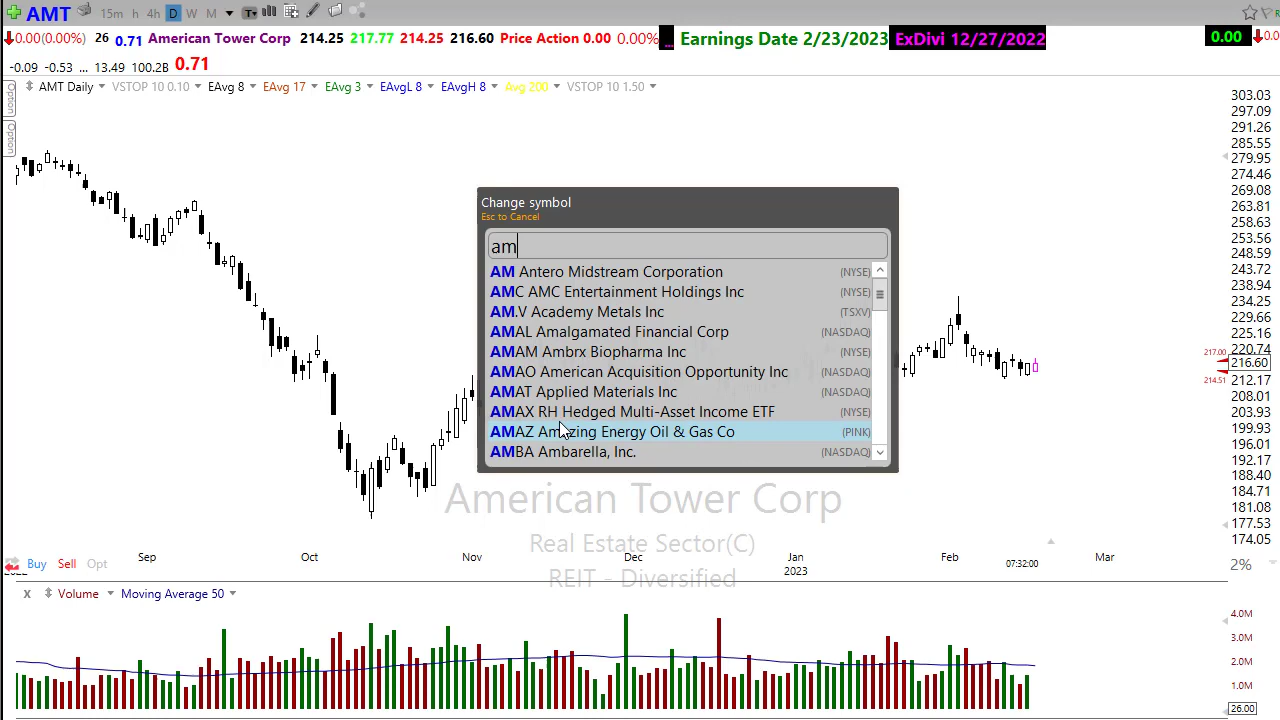 AMT 15m h 4h D W M T
0.00(0.00%) 26 0.71 American Tower Corp 214.25 217.77 214.25 216.60 Price Action 0.00 0.00% ... Earnings Date 2/23/2023 ExDivi 12/27/2022 0.00 0.0
-0.09 -0.53 ... 13.49 100.2B 0.71
AMT Daily VSTOP 10 0.10 EAvg 8 EAvg 17 EAvg 3 EAvgL 8 EAvgH 8 Avg 200 VSTOP 10 1.50
Option
Option
303.03
297.09
291.26
285.55
279.95
274.46
269.08
263.81
258.63
253.56
248.59
243.72
238.94
234.25
229.66
225.16
220.74
217.00
216.60
214.51
212.17
208.01
203.93
199.93
196.01
192.17
188.40
184.71
181.08
177.53
174.05
Change symbol
Esc to Cancel
am
AM Antero Midstream Corporation (NYSE)
AMC AMC Entertainment Holdings Inc (NYSE)
AM.V Academy Metals Inc (TSXV)
AMAL Amalgamated Financial Corp (NASDAQ)
AMAM Ambrx Biopharma Inc (NYSE)
AMAO American Acquisition Opportunity Inc (NASDAQ)
AMAT Applied Materials Inc (NASDAQ)
AMAX RH Hedged Multi-Asset Income ETF (NYSE)
AMAZ Amazing Energy Oil & Gas Co (PINK)
AMBA Ambarella, Inc. (NASDAQ)
American Tower Corp
Real Estate Sector(C)
REIT - Diversified
Sep Oct Nov Dec Jan Feb Mar
2023 07:32:00
Buy Sell Opt 2%
X Volume Moving Average 50
4.0M
3.0M
2.0M
1.0M
26.00